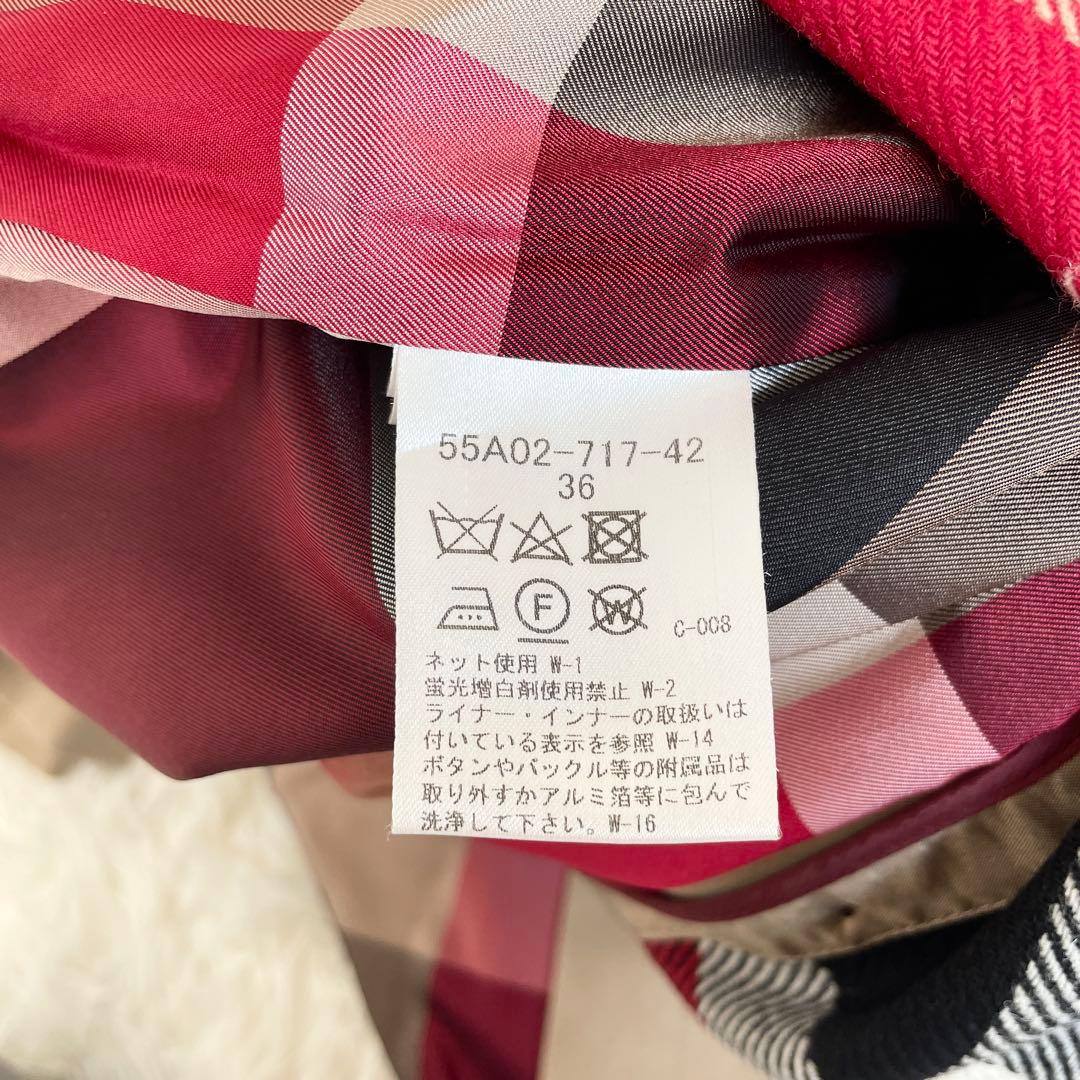 55A02-717-42
36
F W C-008
ネット使用 W-1
蛍光増白剤使用禁止 W-2
ライナー・インナーの取扱いは
付いている表示を参照 W-14
ボタンやバックル等の附属品は
取り外すかアルミ箔等に包んで
洗浄して下さい。W-16